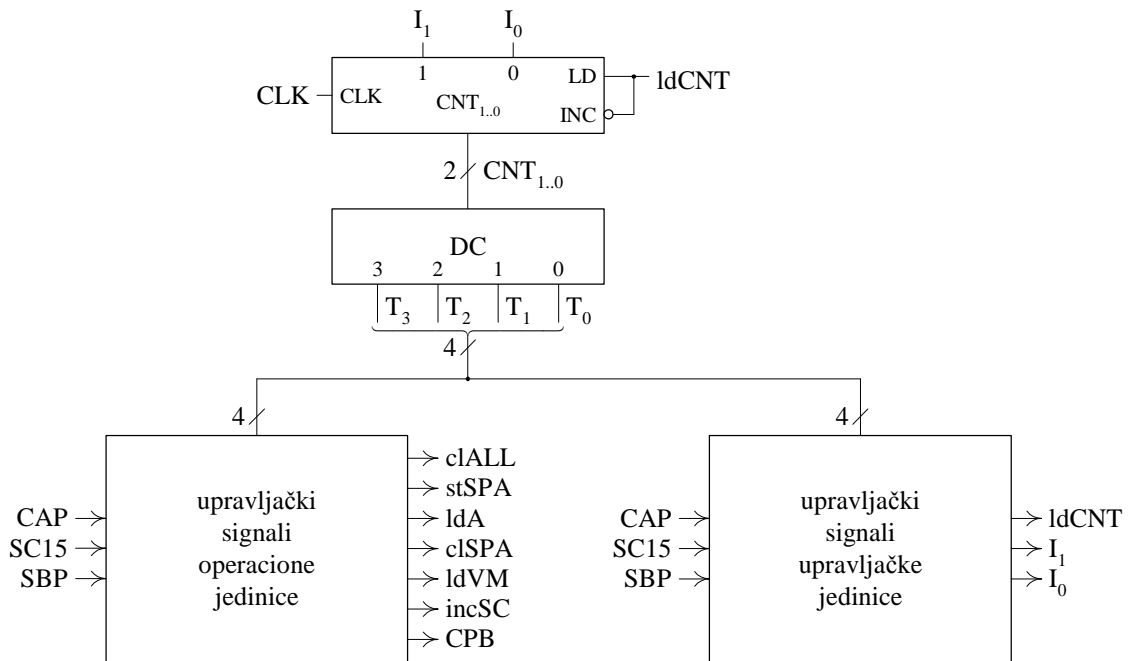 I₁ I₀
1 0
LD
ldCNT
CLK
CLK
CNT₁..₀
INC
2
CNT₁..₀
DC
3 2 1 0
T₃ T₂ T₁ T₀
4
4
4
CAP
SC15
SBP
upravljački
signali
operacione
jedinice
clALL
stSPA
ldA
clSPA
ldVM
incSC
CPB
CAP
SC15
SBP
upravljački
signali
upravljačke
jedinice
ldCNT
I₁
I₀